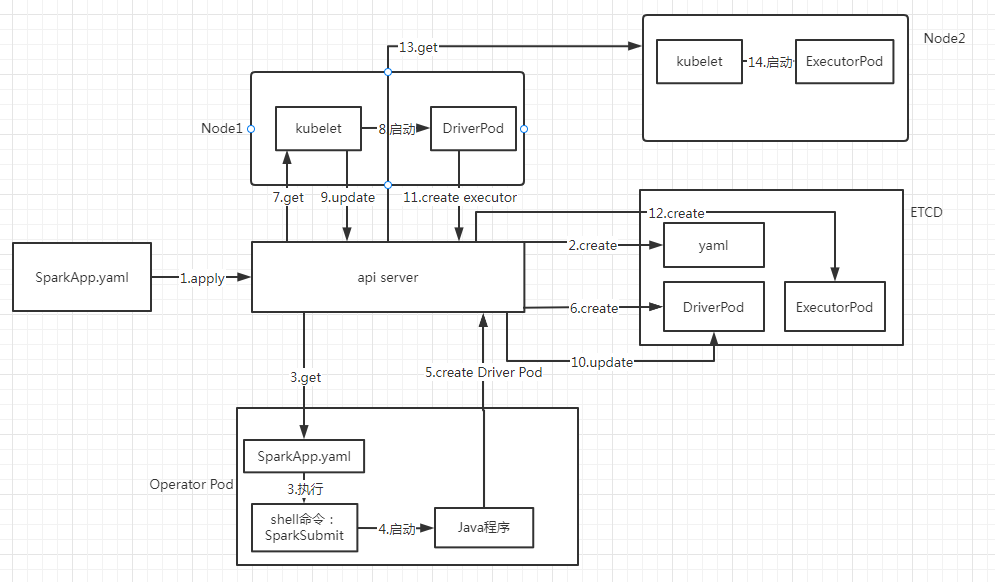 13.get
Node2
kubelet
14.启动
ExecutorPod
Node1
kubelet
8.启动
DriverPod
7.get
9.update
11.create executor
ETCD
12.create
yaml
2.create
SparkApp.yaml
1.apply
api server
6.create
DriverPod
ExecutorPod
10.update
3.get
5.create Driver Pod
Operator Pod
SparkApp.yaml
3.执行
shell命令：
SparkSubmit
4.启动
Java程序